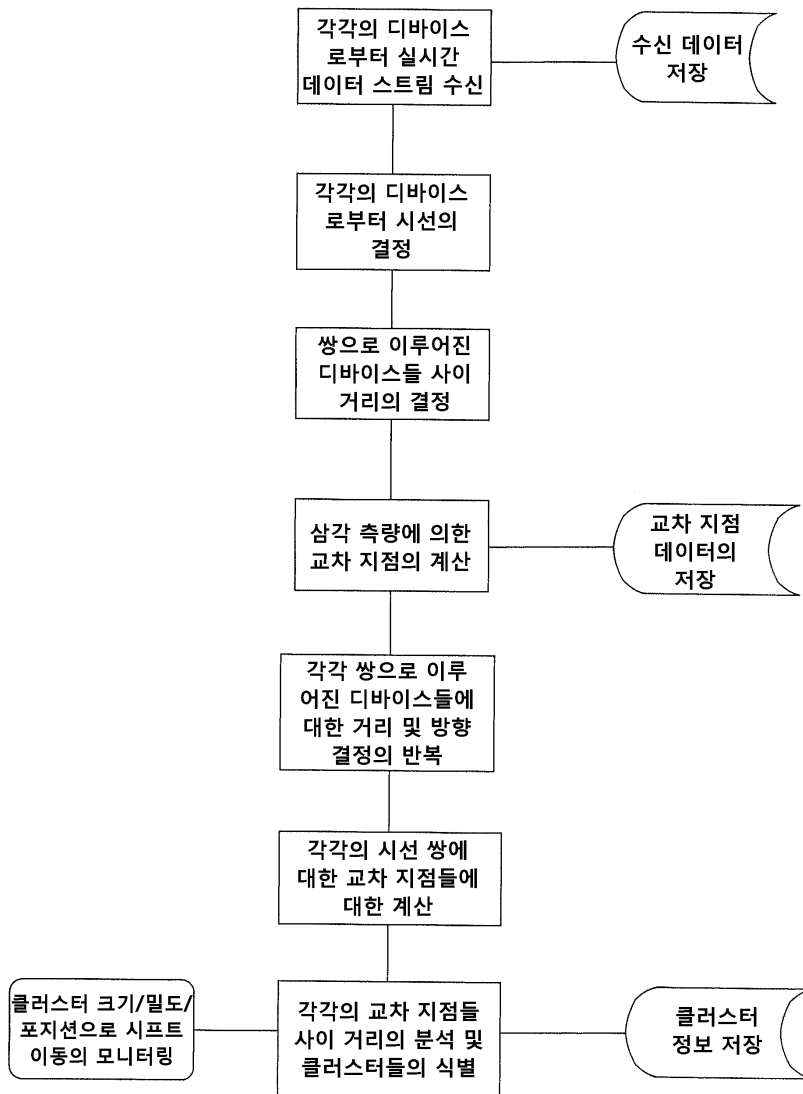 각각의 디바이스
로부터 실시간
데이터 스트림 수신
수신 데이터
저장
각각의 디바이스
로부터 시선의
결정
쌍으로 이루어진
디바이스들 사이
거리의 결정
삼각 측량에 의한
교차 지점의 계산
교차 지점
데이터의
저장
각각 쌍으로 이루
어진 디바이스들에
대한 거리 및 방향
결정의 반복
각각의 시선 쌍에
대한 교차 지점들에
대한 계산
클러스터 크기/밀도/
포지션으로 시프트
이동의 모니터링
각각의 교차 지점들
사이 거리의 분석 및
클러스터들의 식별
클러스터
정보 저장